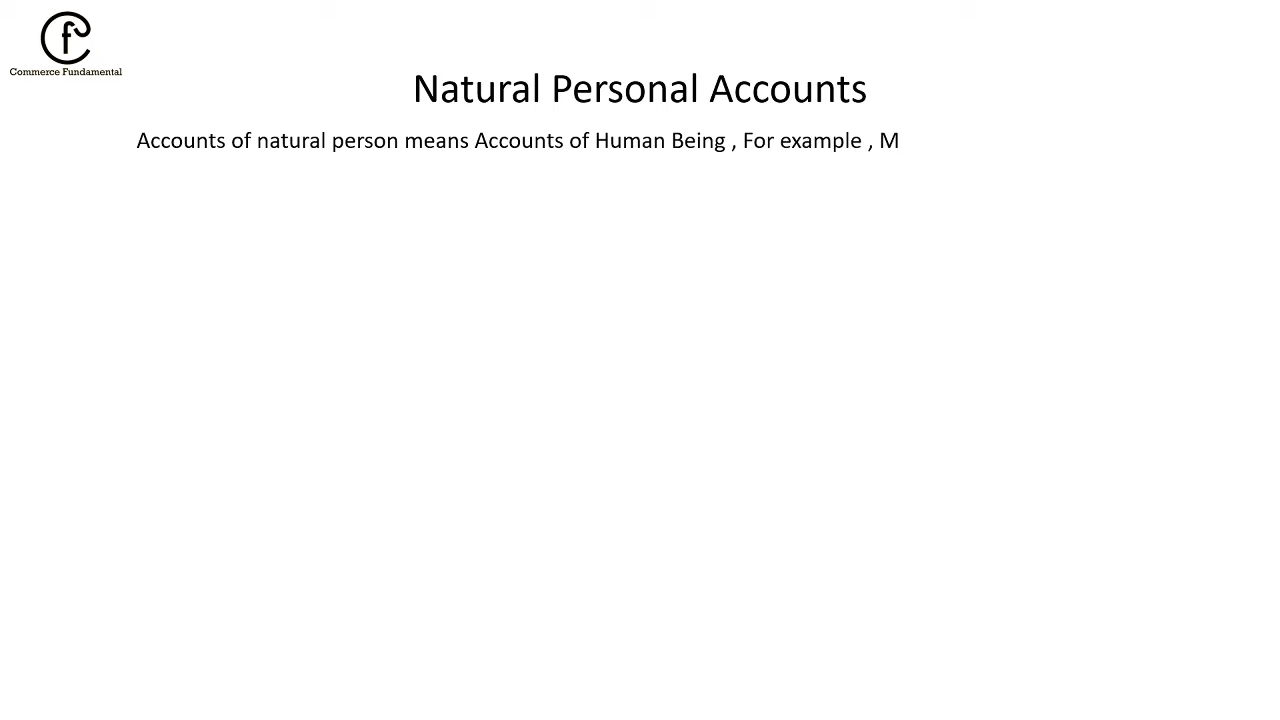 Commerce Fundamental
Natural Personal Accounts
Accounts of natural person means Accounts of Human Being , For example , M